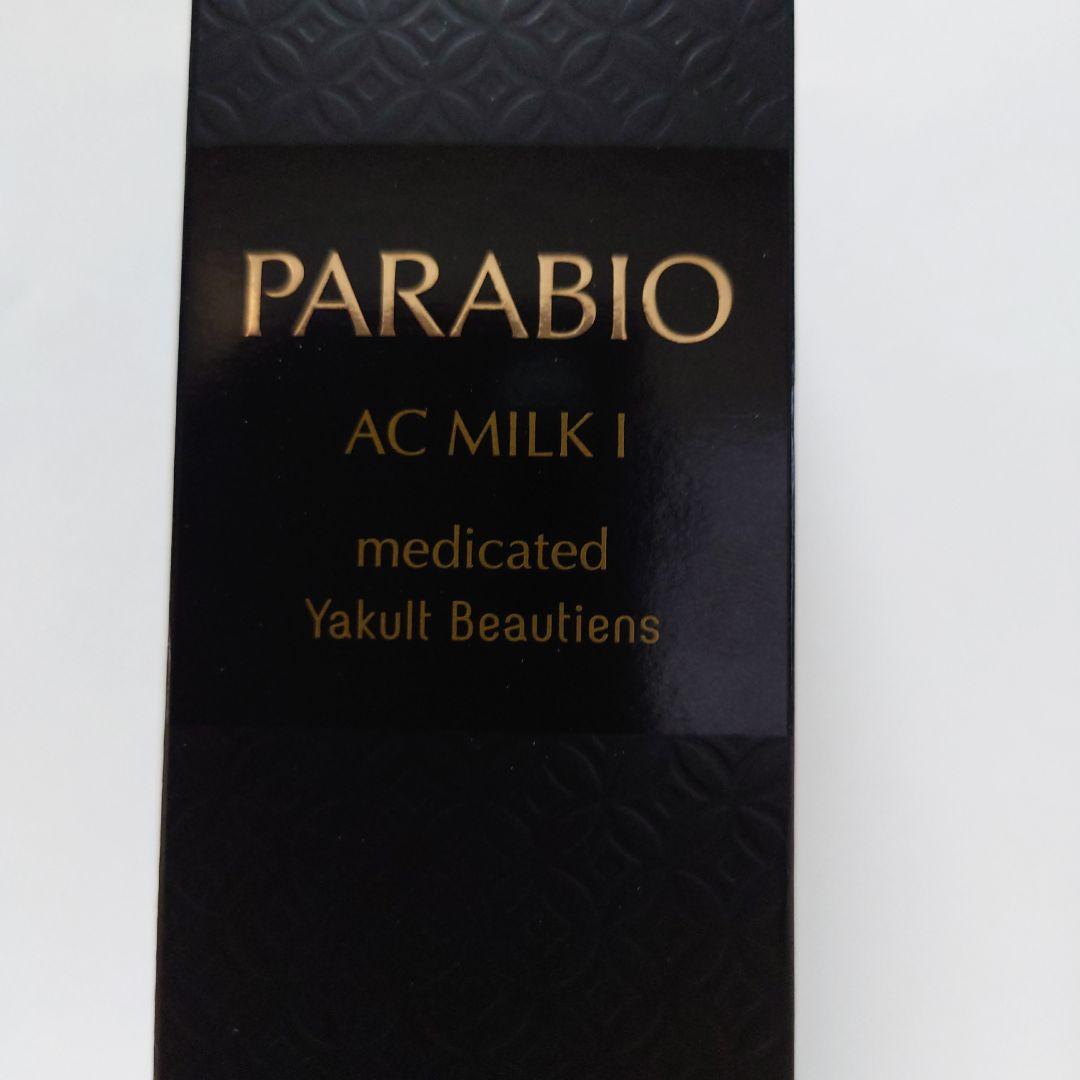 PARABIO
AC MILK I
medicated
Yakult Beautiens